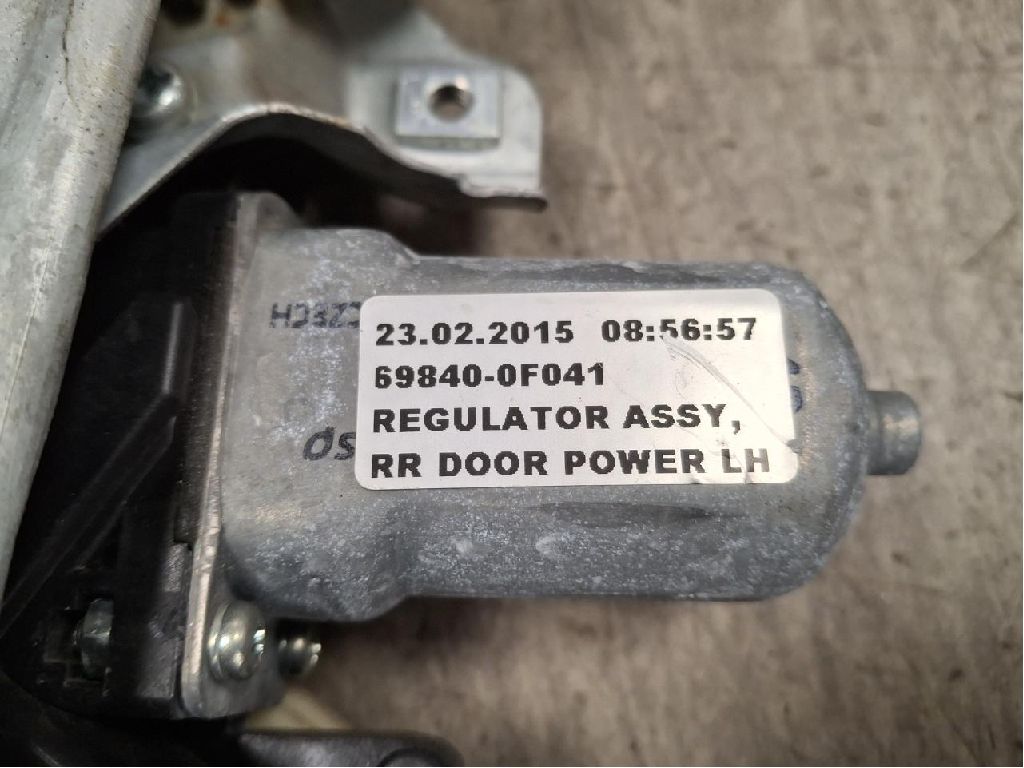 23.02.2015 08:56:57
69840-0F041
REGULATOR ASSY,
RR DOOR POWER LH